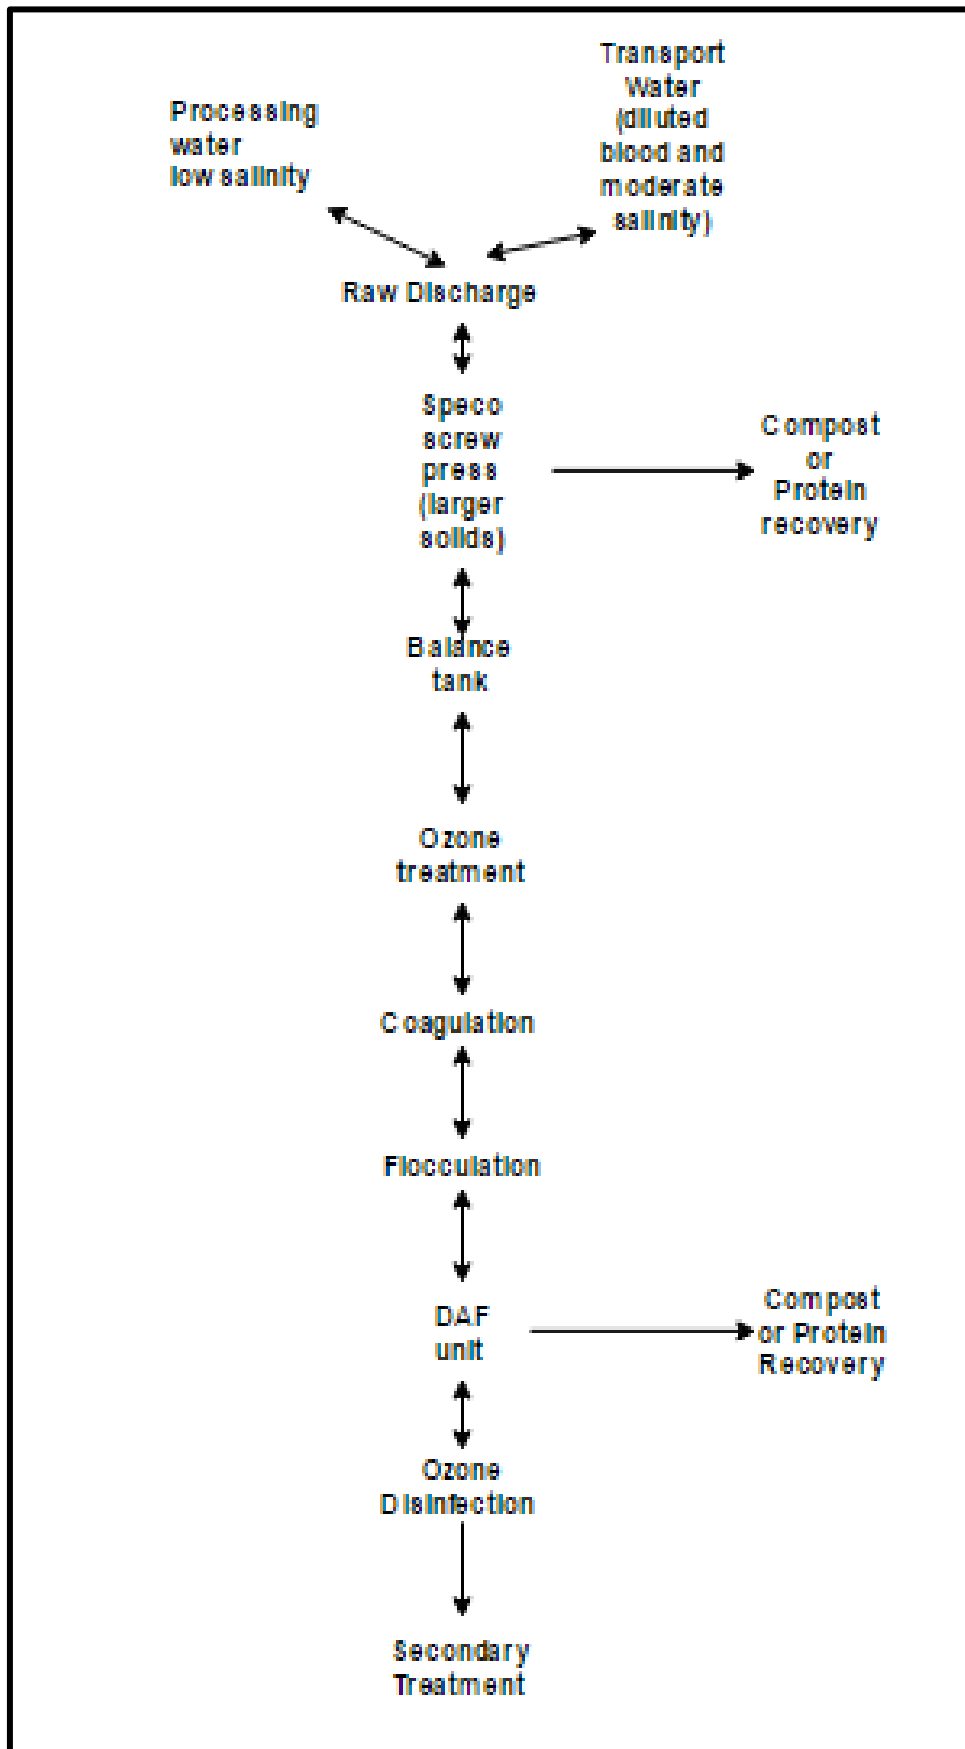 Processing
water
low salinity
Transport
Water
(diluted
blood and
moderate
salinity)
Raw Discharge
Speco
screw
press
(larger
solids)
Compost
or
Protein
recovery
Balance
tank
Ozone
treatment
Coagulation
Flocculation
DAF
unit
Compost
or Protein
Recovery
Ozone
Disinfection
Secondary
Treatment